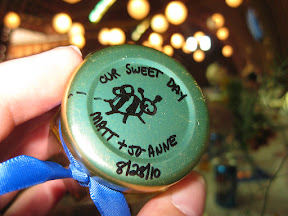 OUR SWEET DAY
MATT + JO-ANNE
8/28/10